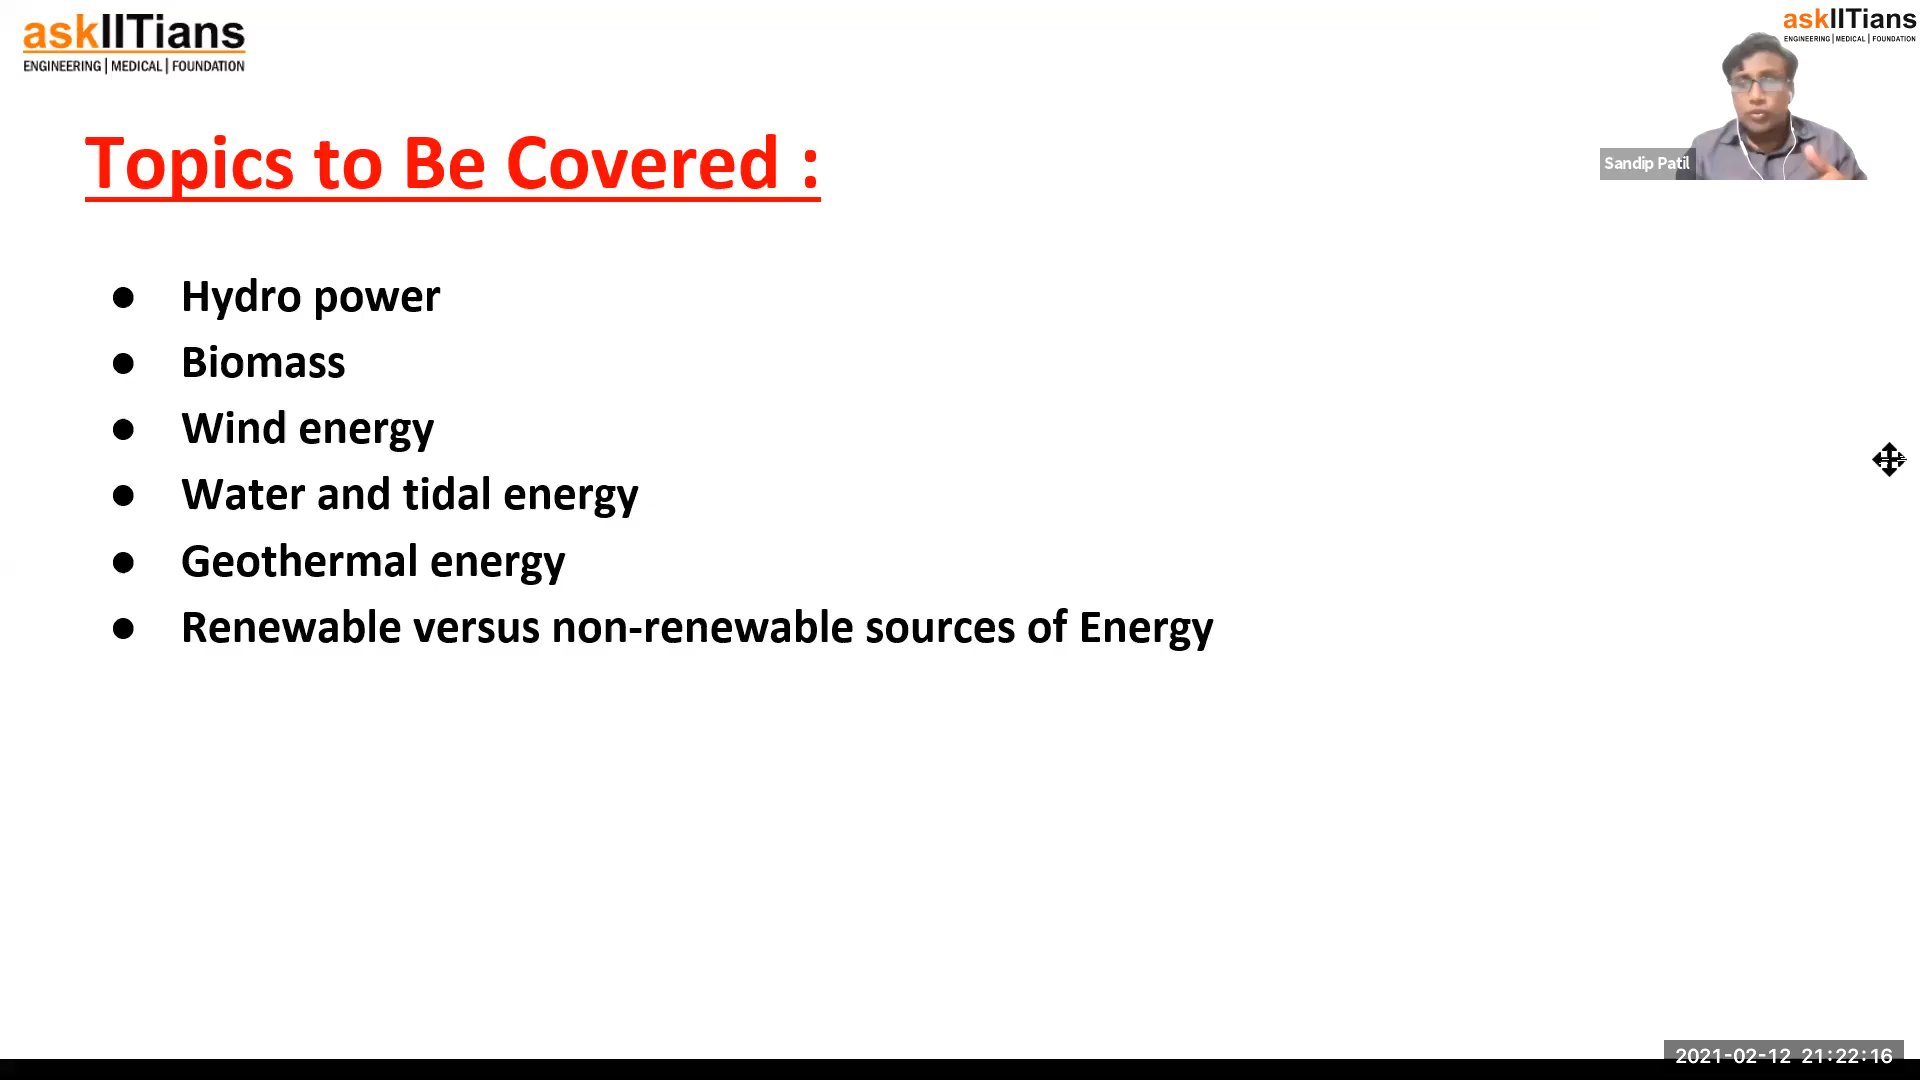 askIITians
ENGINEERING | MEDICAL | FOUNDATION
askIITians
ENGINEERING | MEDICAL | FOUNDATION
Sandip Patil
Topics to Be Covered :
● Hydro power
● Biomass
● Wind energy
● Water and tidal energy
● Geothermal energy
● Renewable versus non-renewable sources of Energy
2021-02-12 21:22:16